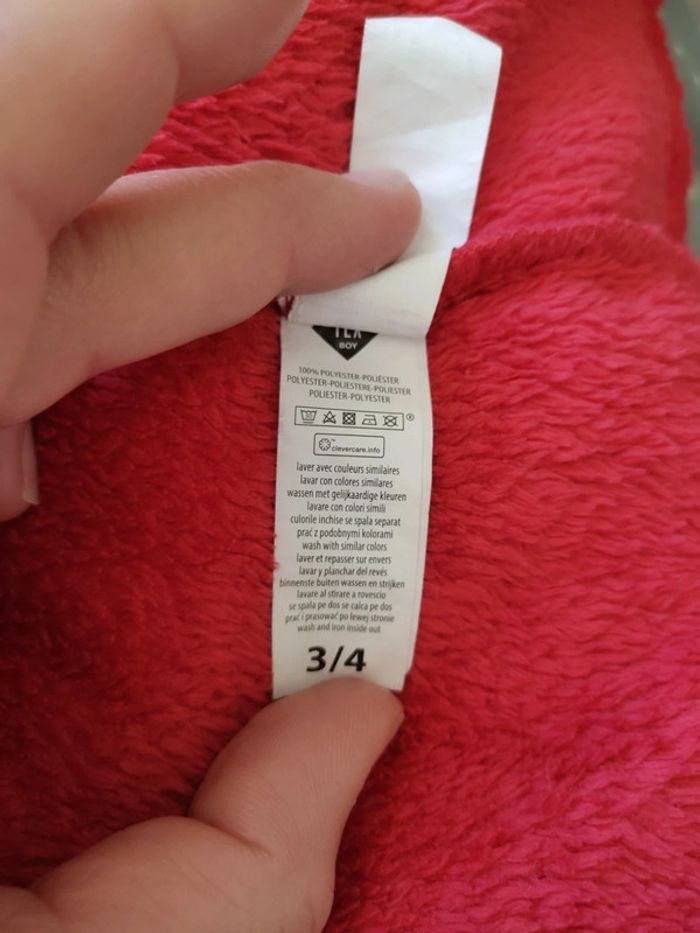 TEX
BOY
100% POLYESTER-POLIÉSTER
POLYESTER-POLIESTERE-POLIESTER
POLIESTER-POLYESTER
®
clevercare.info
laver avec couleurs similaires
lavar con colores similares
wassen met gelijkaardige kleuren
lavare con colori simili
culorile inchise se spala separat
prać z podobnymi kolorami
wash with similar colors
laver et repasser sur envers
lavar y planchar del revés
binnenste buiten wassen en strijken
lavare al stirare a rovescio
se spala pe dos se calca pe dos
prać i prasować po lewej stronie
wash and iron inside out
3/4